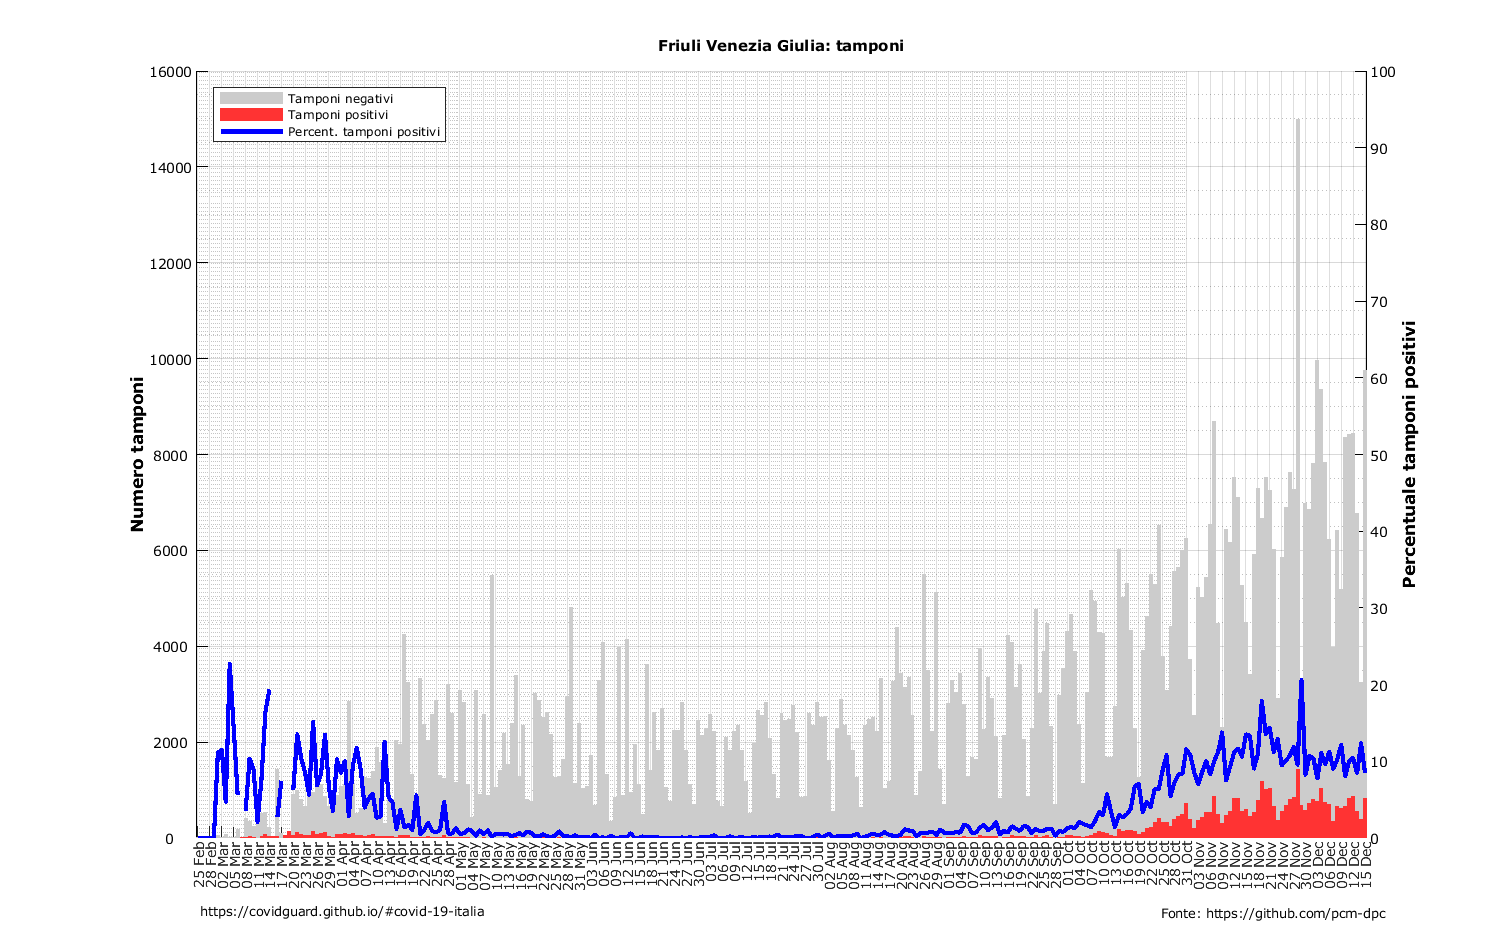 Friuli Venezia Giulia: tamponi
Tamponi negativi
Tamponi positivi
Percent. tamponi positivi
Numero tamponi
16000
14000
12000
10000
8000
6000
4000
2000
0
Percentuale tamponi positivi
100
90
80
70
60
50
40
30
20
10
0
25 Feb
28 Feb
02 Mar
05 Mar
08 Mar
11 Mar
14 Mar
17 Mar
20 Mar
23 Mar
26 Mar
29 Mar
01 Apr
04 Apr
07 Apr
10 Apr
13 Apr
16 Apr
19 Apr
22 Apr
25 Apr
28 Apr
01 May
04 May
07 May
10 May
13 May
16 May
19 May
22 May
25 May
28 May
31 May
03 Jun
06 Jun
09 Jun
12 Jun
15 Jun
18 Jun
21 Jun
24 Jun
27 Jun
30 Jun
03 Jul
06 Jul
09 Jul
12 Jul
15 Jul
18 Jul
21 Jul
24 Jul
27 Jul
30 Jul
02 Aug
05 Aug
08 Aug
11 Aug
14 Aug
17 Aug
20 Aug
23 Aug
26 Aug
29 Aug
01 Sep
04 Sep
07 Sep
10 Sep
13 Sep
16 Sep
19 Sep
22 Sep
25 Sep
28 Sep
01 Oct
04 Oct
07 Oct
10 Oct
13 Oct
16 Oct
19 Oct
22 Oct
25 Oct
28 Oct
31 Oct
03 Nov
06 Nov
09 Nov
12 Nov
15 Nov
18 Nov
21 Nov
24 Nov
27 Nov
30 Nov
03 Dec
06 Dec
09 Dec
12 Dec
15 Dec
https://covidguard.github.io/#covid-19-italia
Fonte: https://github.com/pcm-dpc